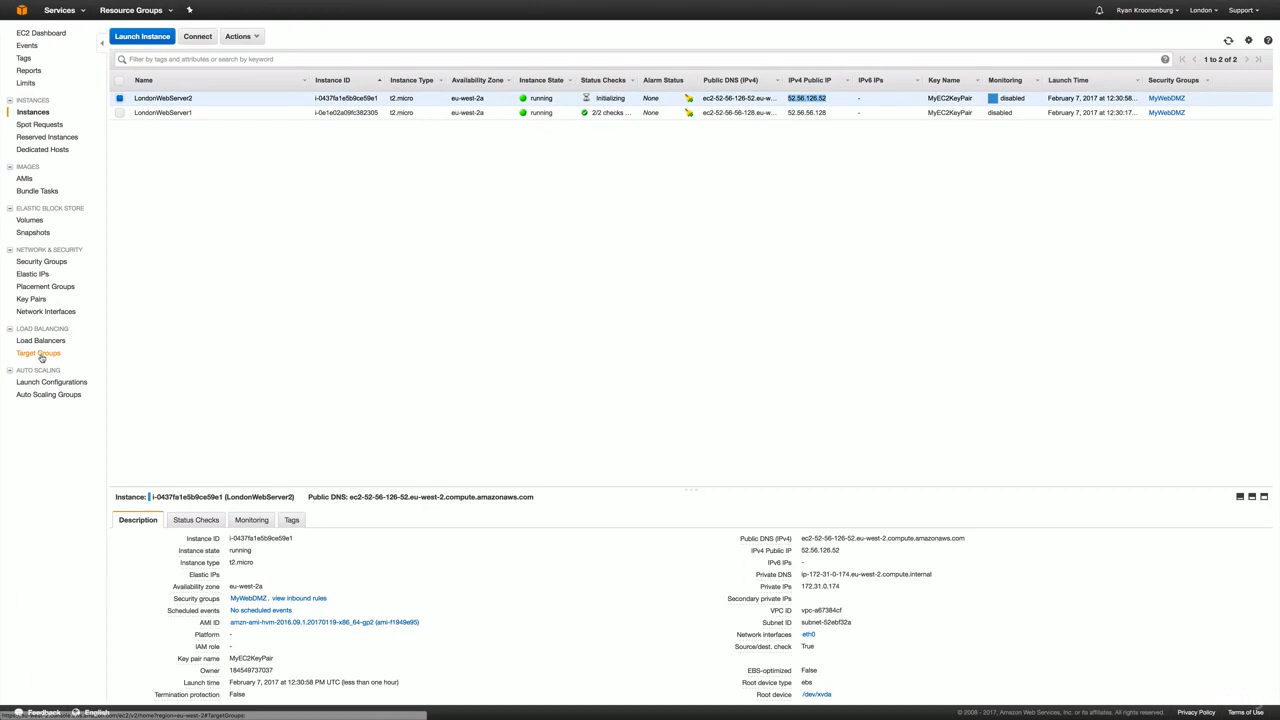 Services Resource Groups Ryan Kroonenburg London Support
EC2 Dashboard
Events
Tags
Reports
Limits
INSTANCES
Instances
Spot Requests
Reserved Instances
Dedicated Hosts
IMAGES
AMIs
Bundle Tasks
ELASTIC BLOCK STORE
Volumes
Snapshots
NETWORK & SECURITY
Security Groups
Elastic IPs
Placement Groups
Key Pairs
Network Interfaces
LOAD BALANCING
Load Balancers
Target Groups
AUTO SCALING
Launch Configurations
Auto Scaling Groups
Launch Instance Connect Actions
Filter by tags and attributes or search by keyword 1 to 2 of 2
Name Instance ID Instance Type Availability Zone Instance State Status Checks Alarm Status Public DNS (IPv4) IPv4 Public IP IPv6 IPs Key Name Monitoring Launch Time Security Groups
LondonWebServer2 i-0437fa1e5b9ce59e1 t2.micro eu-west-2a running Initializing None ec2-52-56-126-52.eu-w... 52.56.126.52 - MyEC2KeyPair disabled February 7, 2017 at 12:30:58... MyWebDMZ
LondonWebServer1 i-0e1e02a09fc382305 t2.micro eu-west-2a running 2/2 checks ... None ec2-52-56-56-128.eu-w... 52.56.56.128 - MyEC2KeyPair disabled February 7, 2017 at 12:30:17... MyWebDMZ
Instance: i-0437fa1e5b9ce59e1 (LondonWebServer2) Public DNS: ec2-52-56-126-52.eu-west-2.compute.amazonaws.com
Description Status Checks Monitoring Tags
Instance ID i-0437fa1e5b9ce59e1 Public DNS (IPv4) ec2-52-56-126-52.eu-west-2.compute.amazonaws.com
Instance state running IPv4 Public IP 52.56.126.52
Instance type t2.micro IPv6 IPs -
Elastic IPs Private DNS ip-172-31-0-174.eu-west-2.compute.internal
Availability zone eu-west-2a Private IPs 172.31.0.174
Security groups MyWebDMZ . view inbound rules Secondary private IPs
Scheduled events No scheduled events VPC ID vpc-a67384cf
AMI ID amzn-ami-hvm-2016.09.1.20170119-x86_64-gp2 (ami-f1949e95) Subnet ID subnet-52ebf32a
Platform - Network interfaces eth0
IAM role - Source/dest. check True
Key pair name MyEC2KeyPair
Owner 184549737037 EBS-optimized False
Launch time February 7, 2017 at 12:30:58 PM UTC (less than one hour) Root device type ebs
Termination protection False Root device /dev/xvda
Feedback English © 2008 - 2017, Amazon Web Services, Inc. or its affiliates. All rights reserved. Privacy Policy Terms of Use